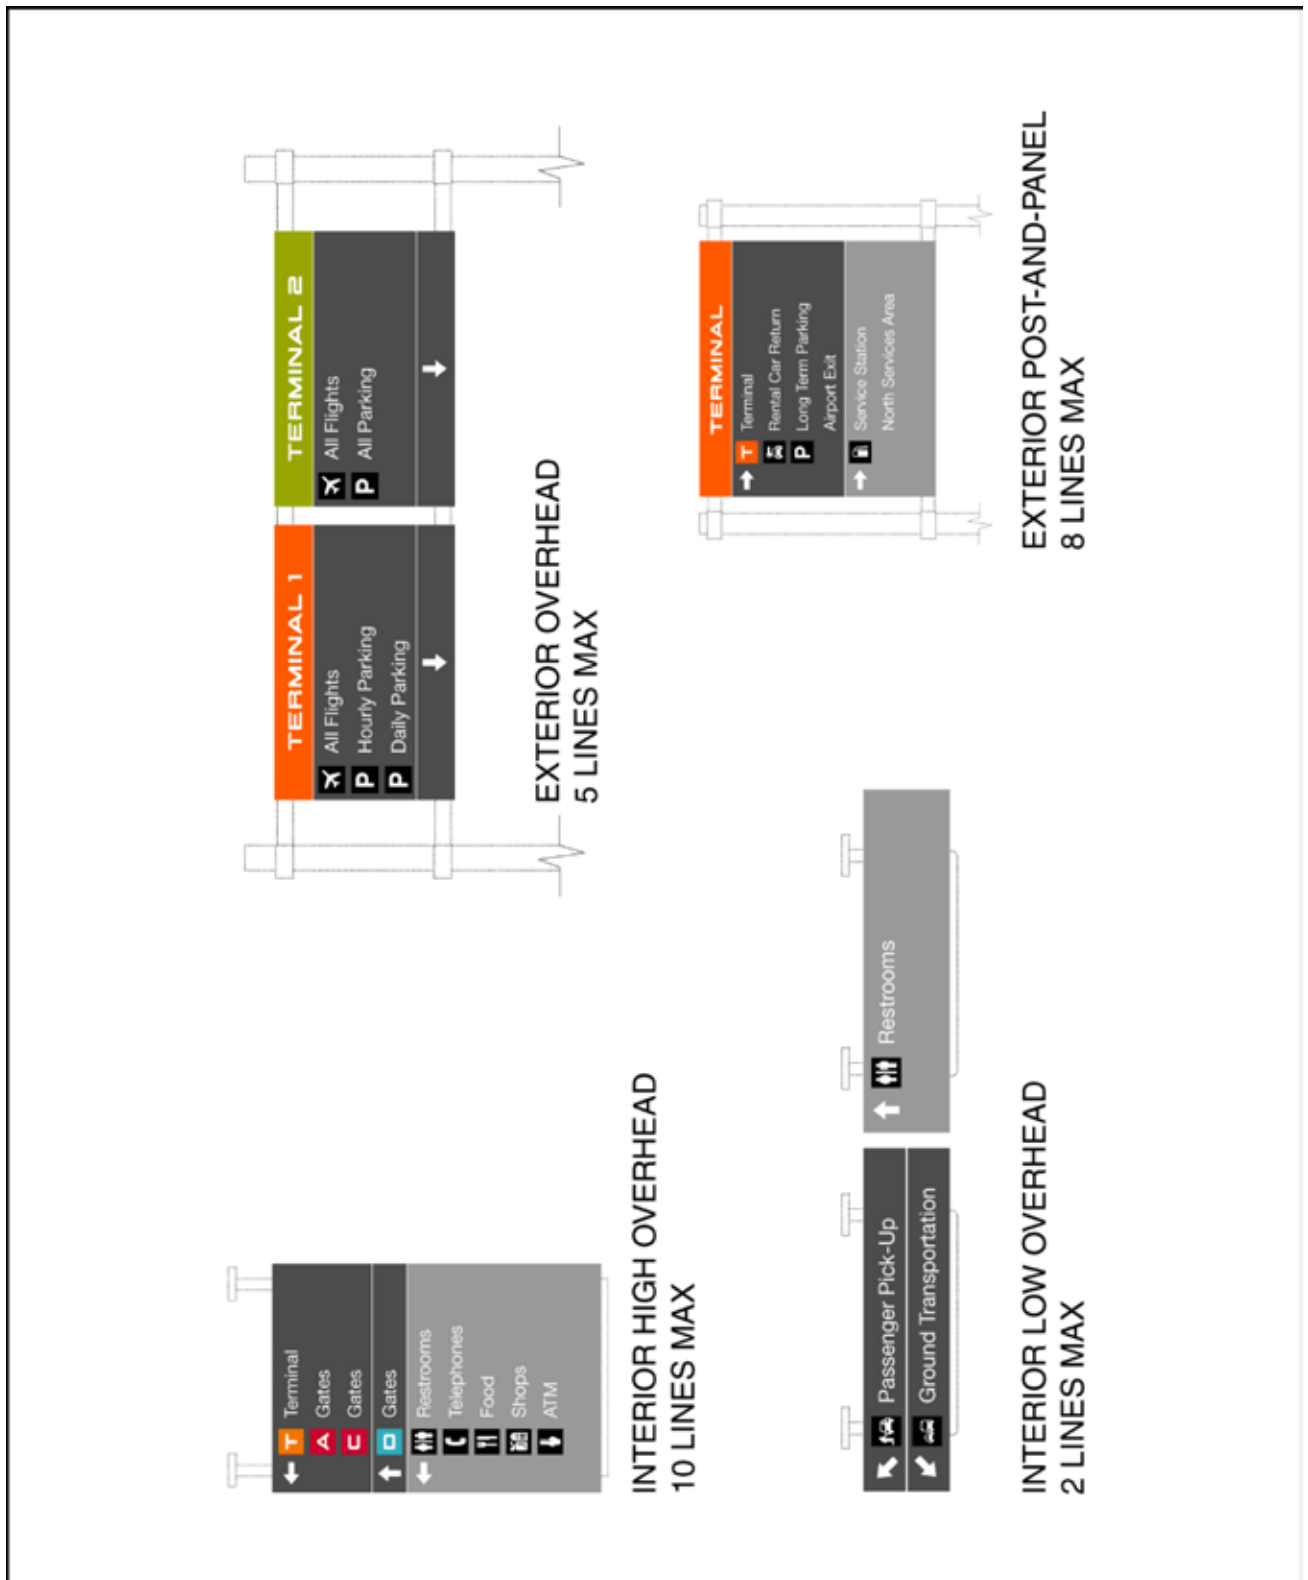 T Terminal
A Gates
C Gates
D Gates
Restrooms
Telephones
Food
Shops
ATM
INTERIOR HIGH OVERHEAD
10 LINES MAX
TERMINAL 1
All Flights
P Hourly Parking
P Daily Parking
TERMINAL 2
All Flights
P All Parking
EXTERIOR OVERHEAD
5 LINES MAX
Passenger Pick-Up
Ground Transportation
Restrooms
INTERIOR LOW OVERHEAD
2 LINES MAX
TERMINAL
T Terminal
Rental Car Return
P Long Term Parking
Airport Exit
Service Station
North Services Area
EXTERIOR POST-AND-PANEL
8 LINES MAX